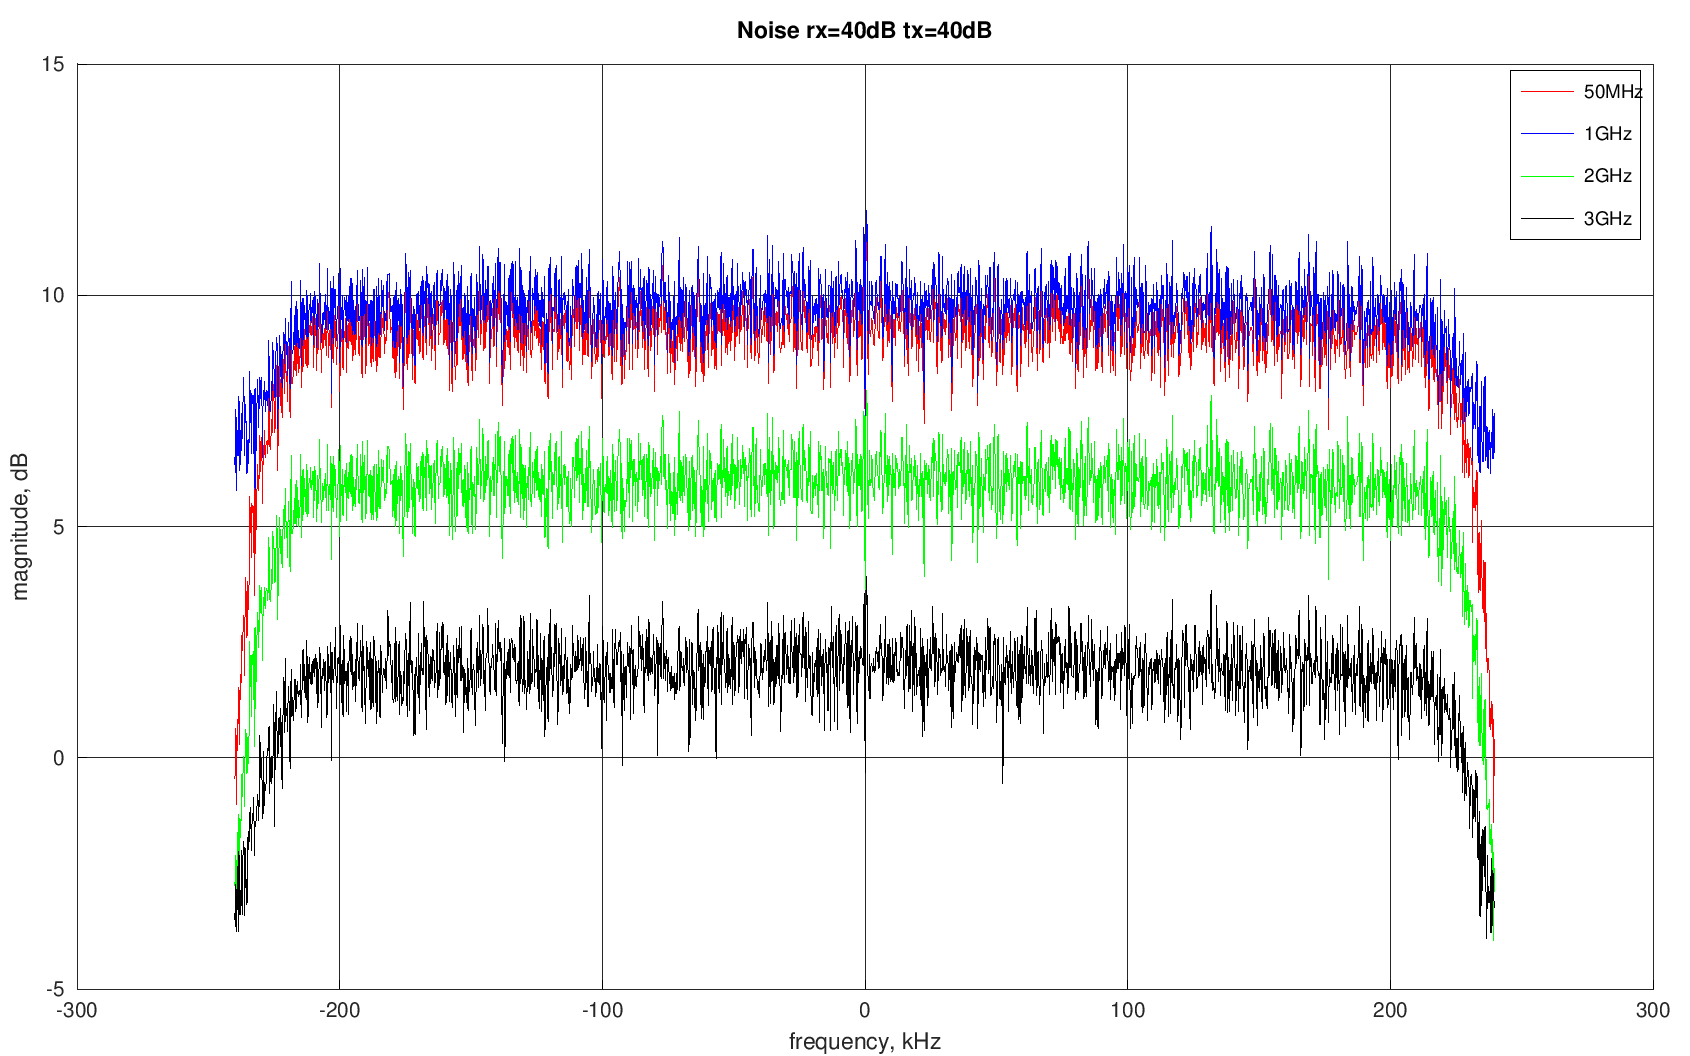 Noise rx=40dB tx=40dB
15
10
5
0
-5
magnitude, dB
50MHz
1GHz
2GHz
3GHz
-300 -200 -100 0 100 200 300
frequency, kHz